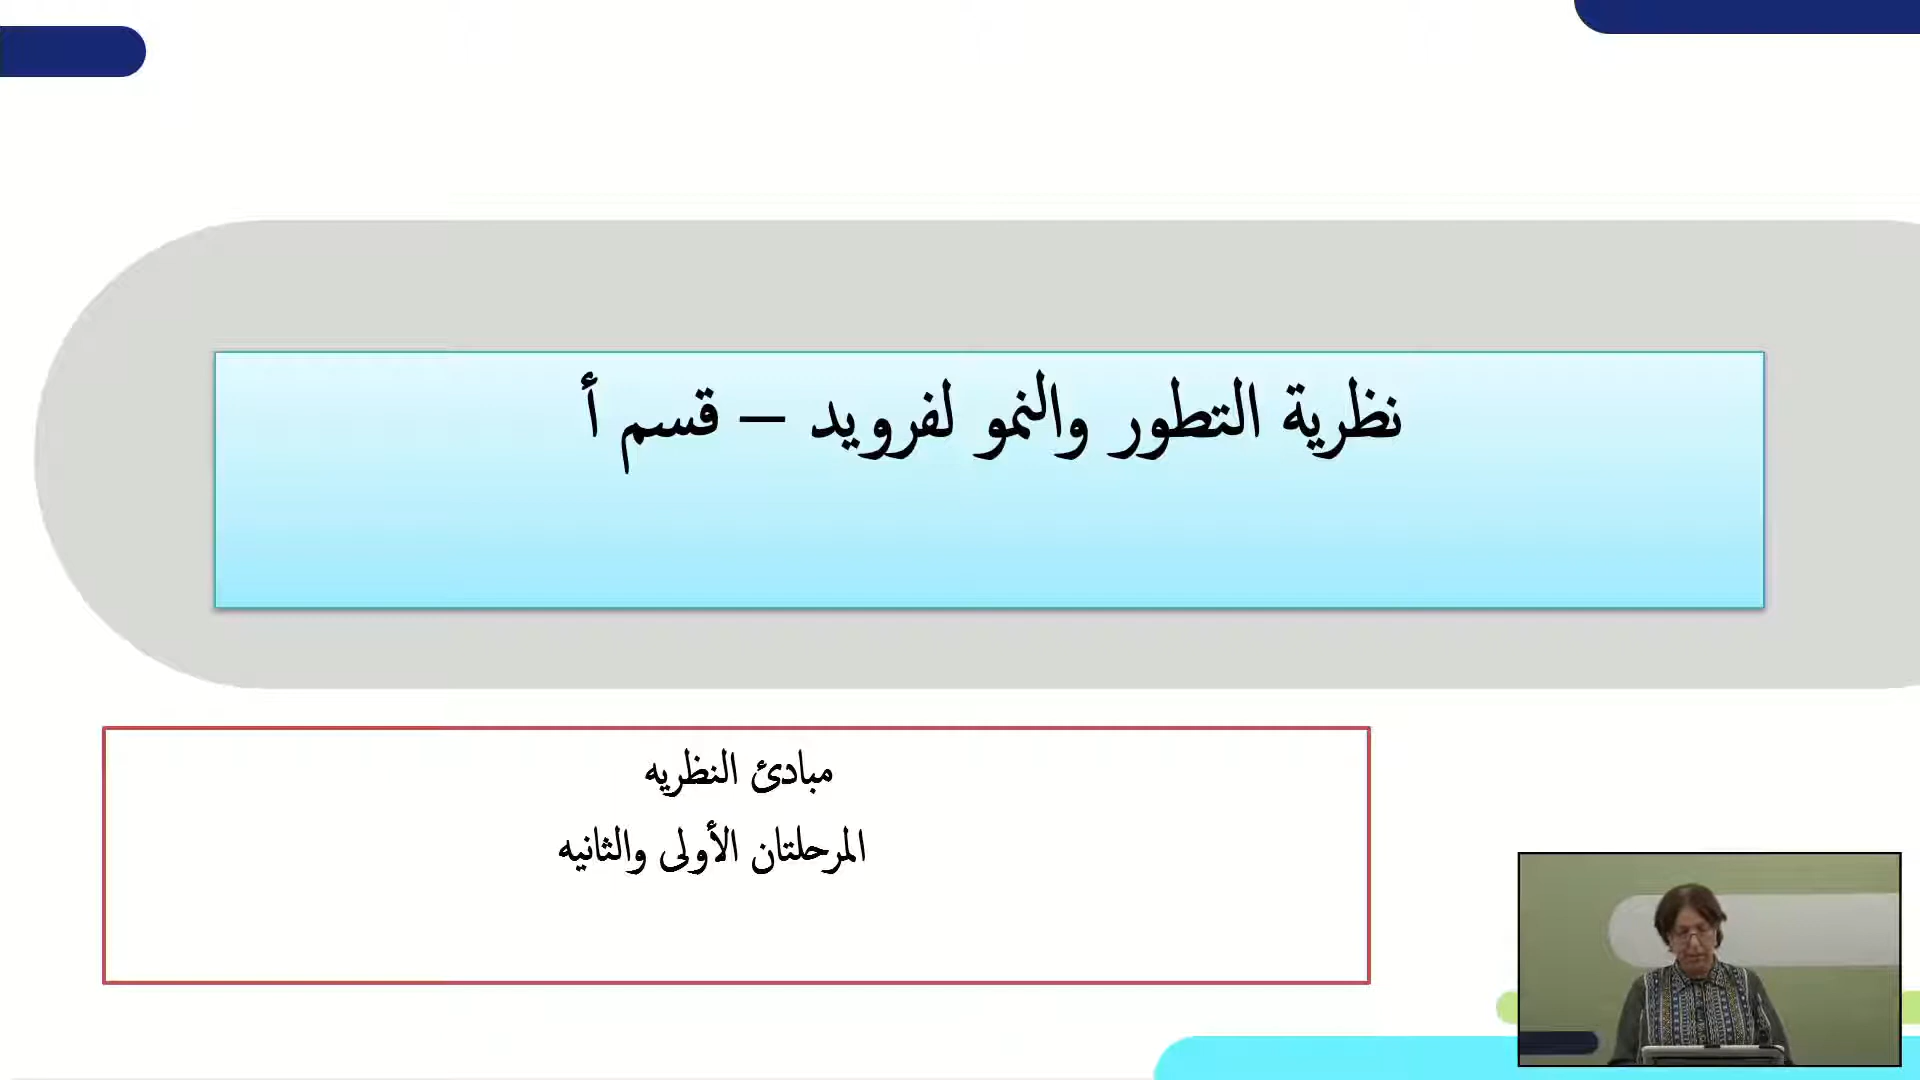 نظرية التطور والنمو لفرويد – قسم أ
مبادئ النظريه
المرحلتان الأولى والثانيه